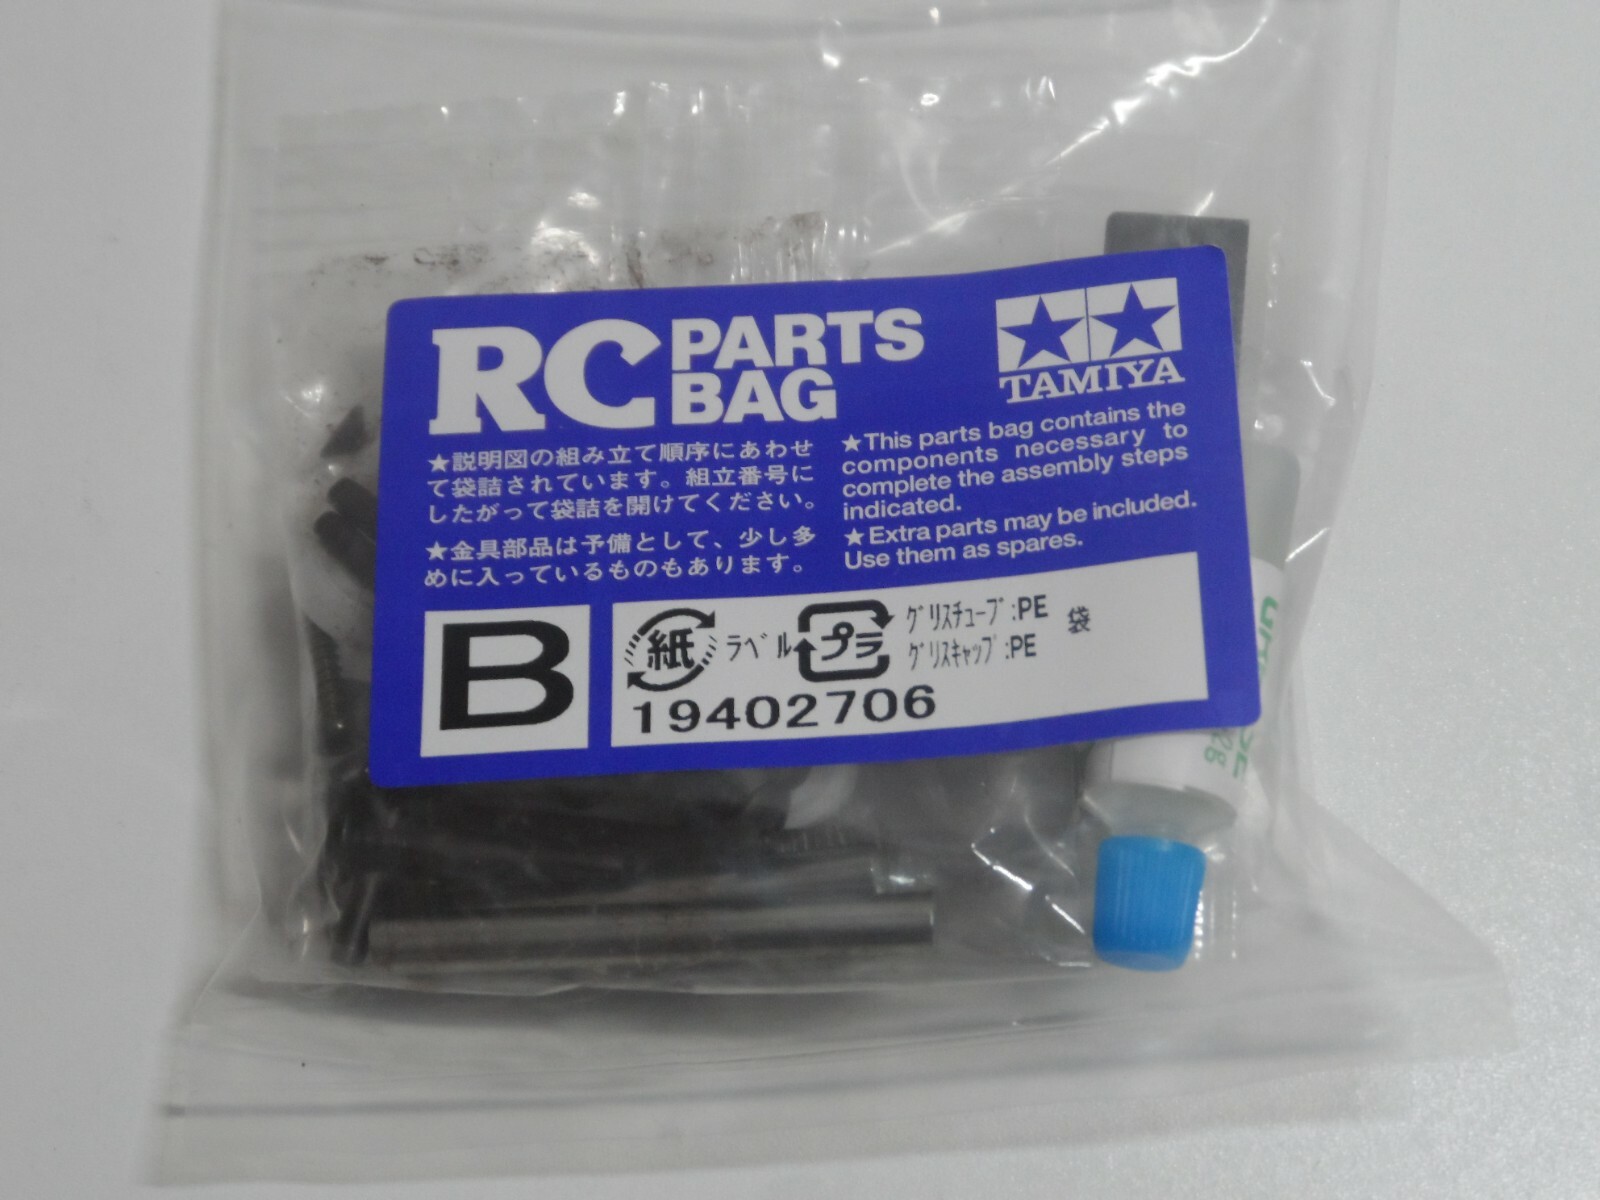 RC PARTS
BAG
TAMIYA
★説明図の組み立て順序にあわせ
て袋詰されています。組立番号に
したがって袋詰を開けてください。
★金具部品は予備として、少し多
めに入っているものもあります。
★This parts bag contains the
components necessary to
complete the assembly steps
indicated.
★Extra parts may be included.
Use them as spares.
B
紙 ラベル プラ グリスチューブ:PE 袋
グリスキャップ:PE
19402706